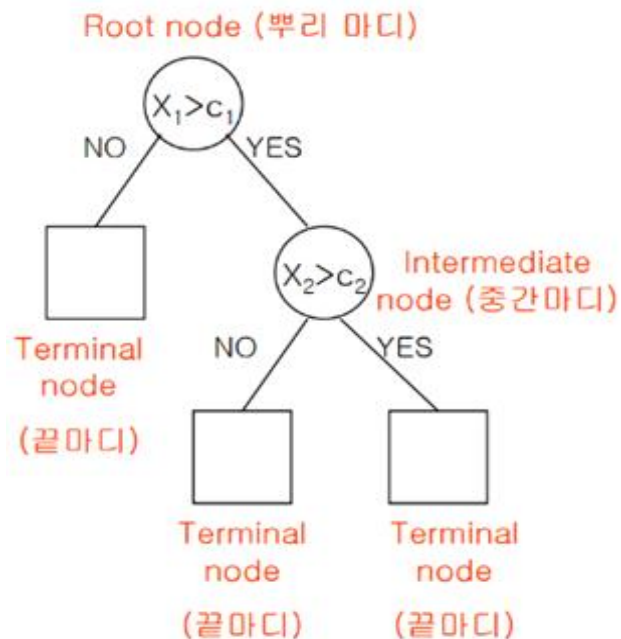 Root node (뿌리 마디)
X₁>c₁
NO
YES
X₂>c₂
Intermediate
node (중간마디)
Terminal
node
(끝마디)
NO
YES
Terminal
node
(끝마디)
Terminal
node
(끝마디)